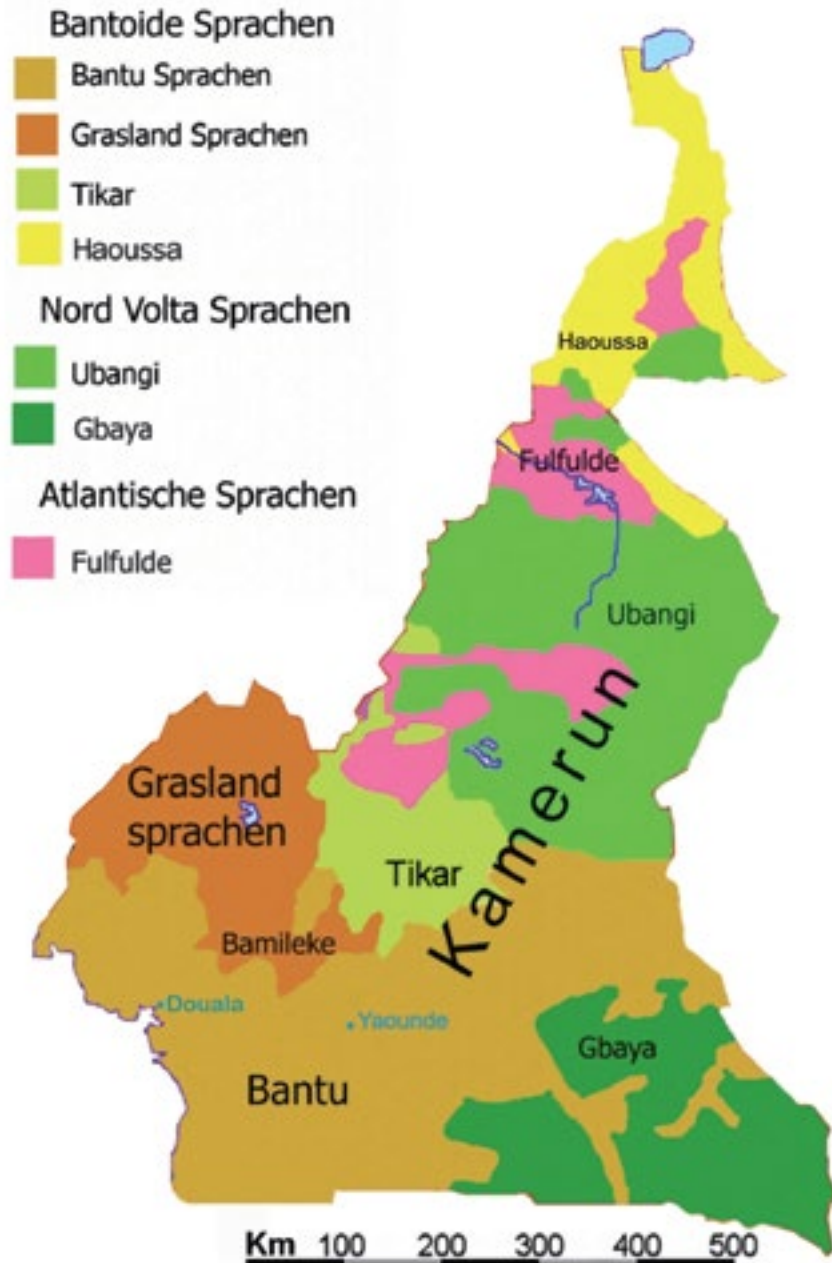 Bantoide Sprachen
Bantu Sprachen
Grasland Sprachen
Tikar
Haoussa
Nord Volta Sprachen
Ubangi
Gbaya
Atlantische Sprachen
Fulfulde
Haoussa
Fulfulde
Ubangi
Kamerun
Grasland
sprachen
Tikar
Bamileke
Douala
Yaounde
Gbaya
Bantu
Km 100 200 300 400 500